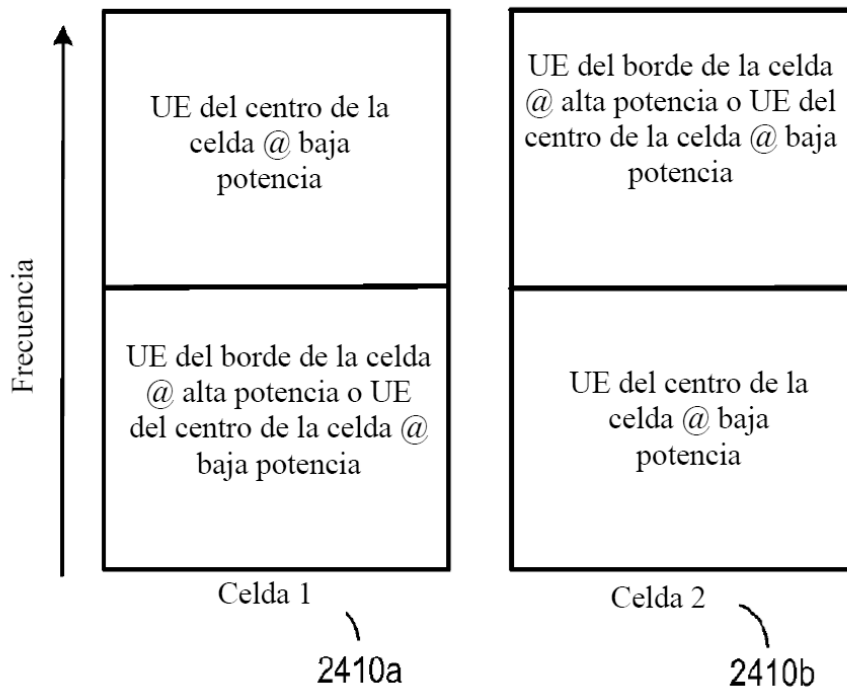 Frecuencia
UE del centro de la
celda @ baja
potencia
UE del borde de la celda
@ alta potencia o UE
del centro de la celda @
baja potencia
Celda 1
2410a
UE del borde de la celda
@ alta potencia o UE del
centro de la celda @ baja
potencia
UE del centro de la
celda @ baja
potencia
Celda 2
2410b